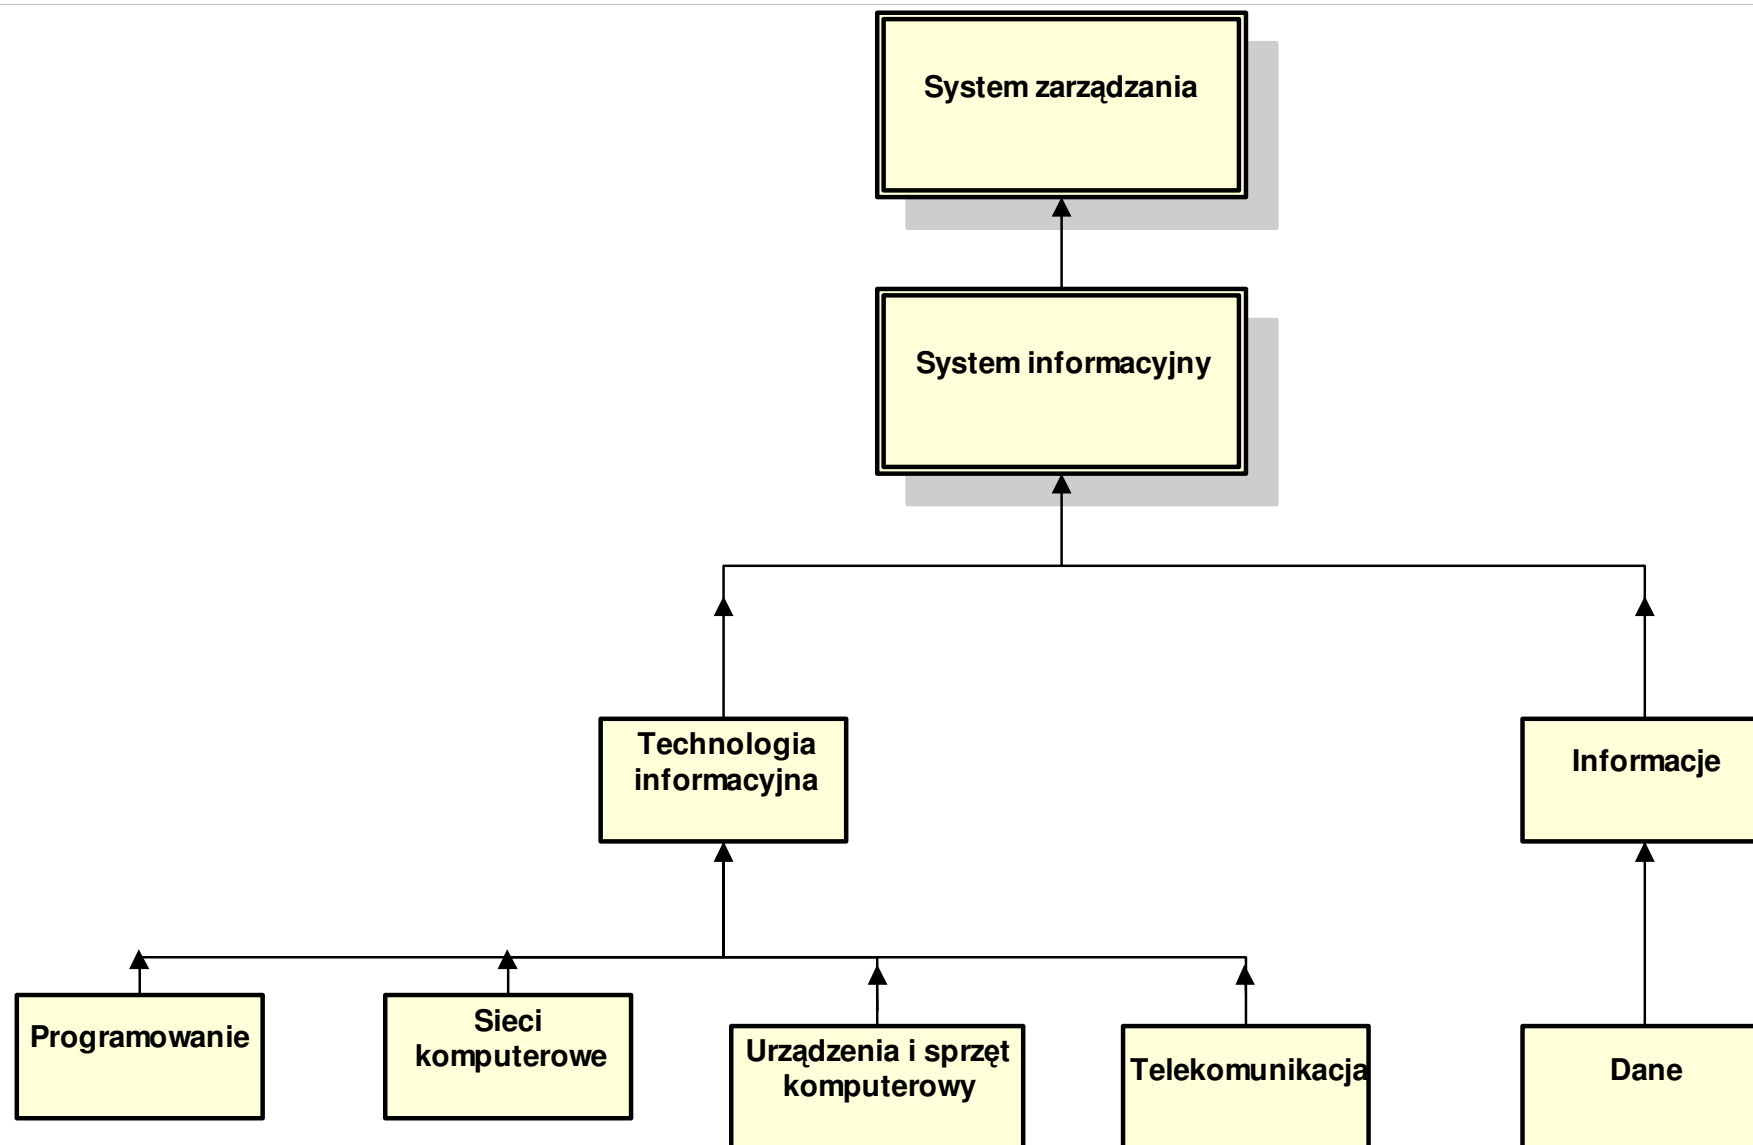 System zarządzania
System informacyjny
Technologia
informacyjna
Informacje
Programowanie
Sieci
komputerowe
Urządzenia i sprzęt
komputerowy
Telekomunikacja
Dane